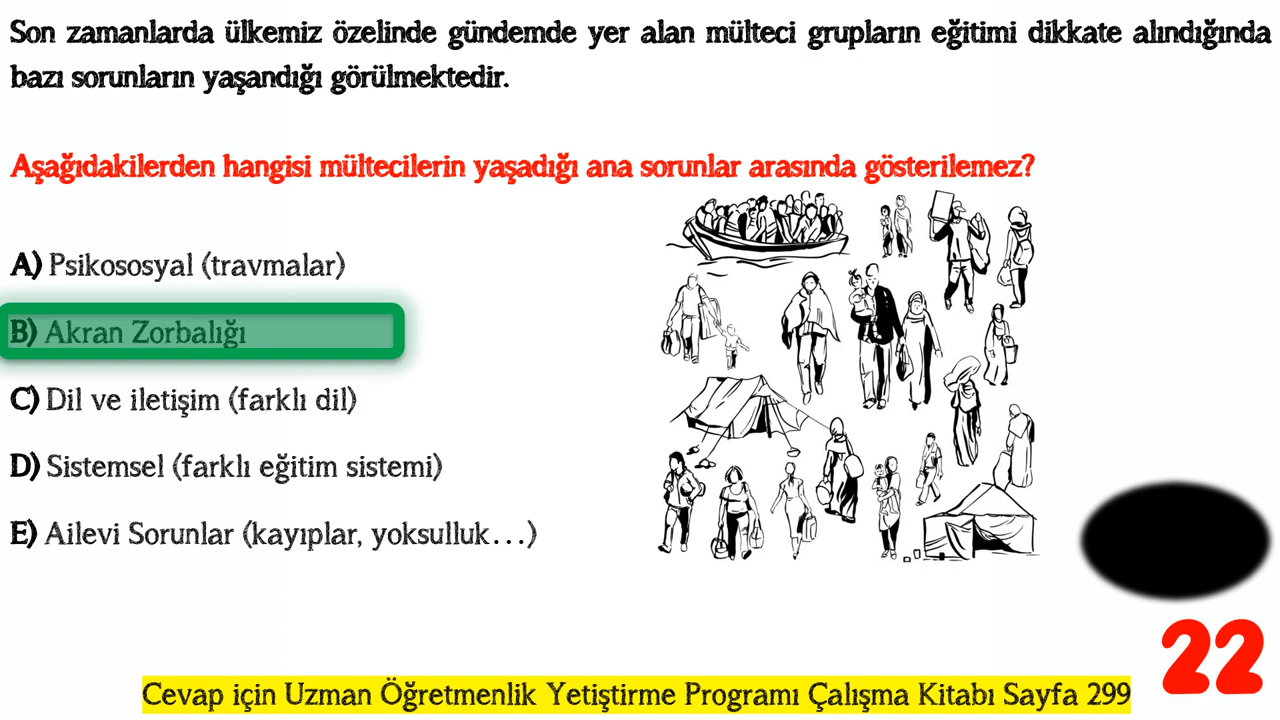 Son zamanlarda ülkemiz özelinde gündemde yer alan mülteci grupların eğitimi dikkate alındığında
bazı sorunların yaşandığı görülmektedir.
Aşağıdakilerden hangisi mültecilerin yaşadığı ana sorunlar arasında gösterilemez?
A) Psikososyal (travmalar)
B) Akran Zorbalığı
C) Dil ve iletişim (farklı dil)
D) Sistemsel (farklı eğitim sistemi)
E) Ailevi Sorunlar (kayıplar, yoksulluk…)
22
Cevap için Uzman Öğretmenlik Yetiştirme Programı Çalışma Kitabı Sayfa 299